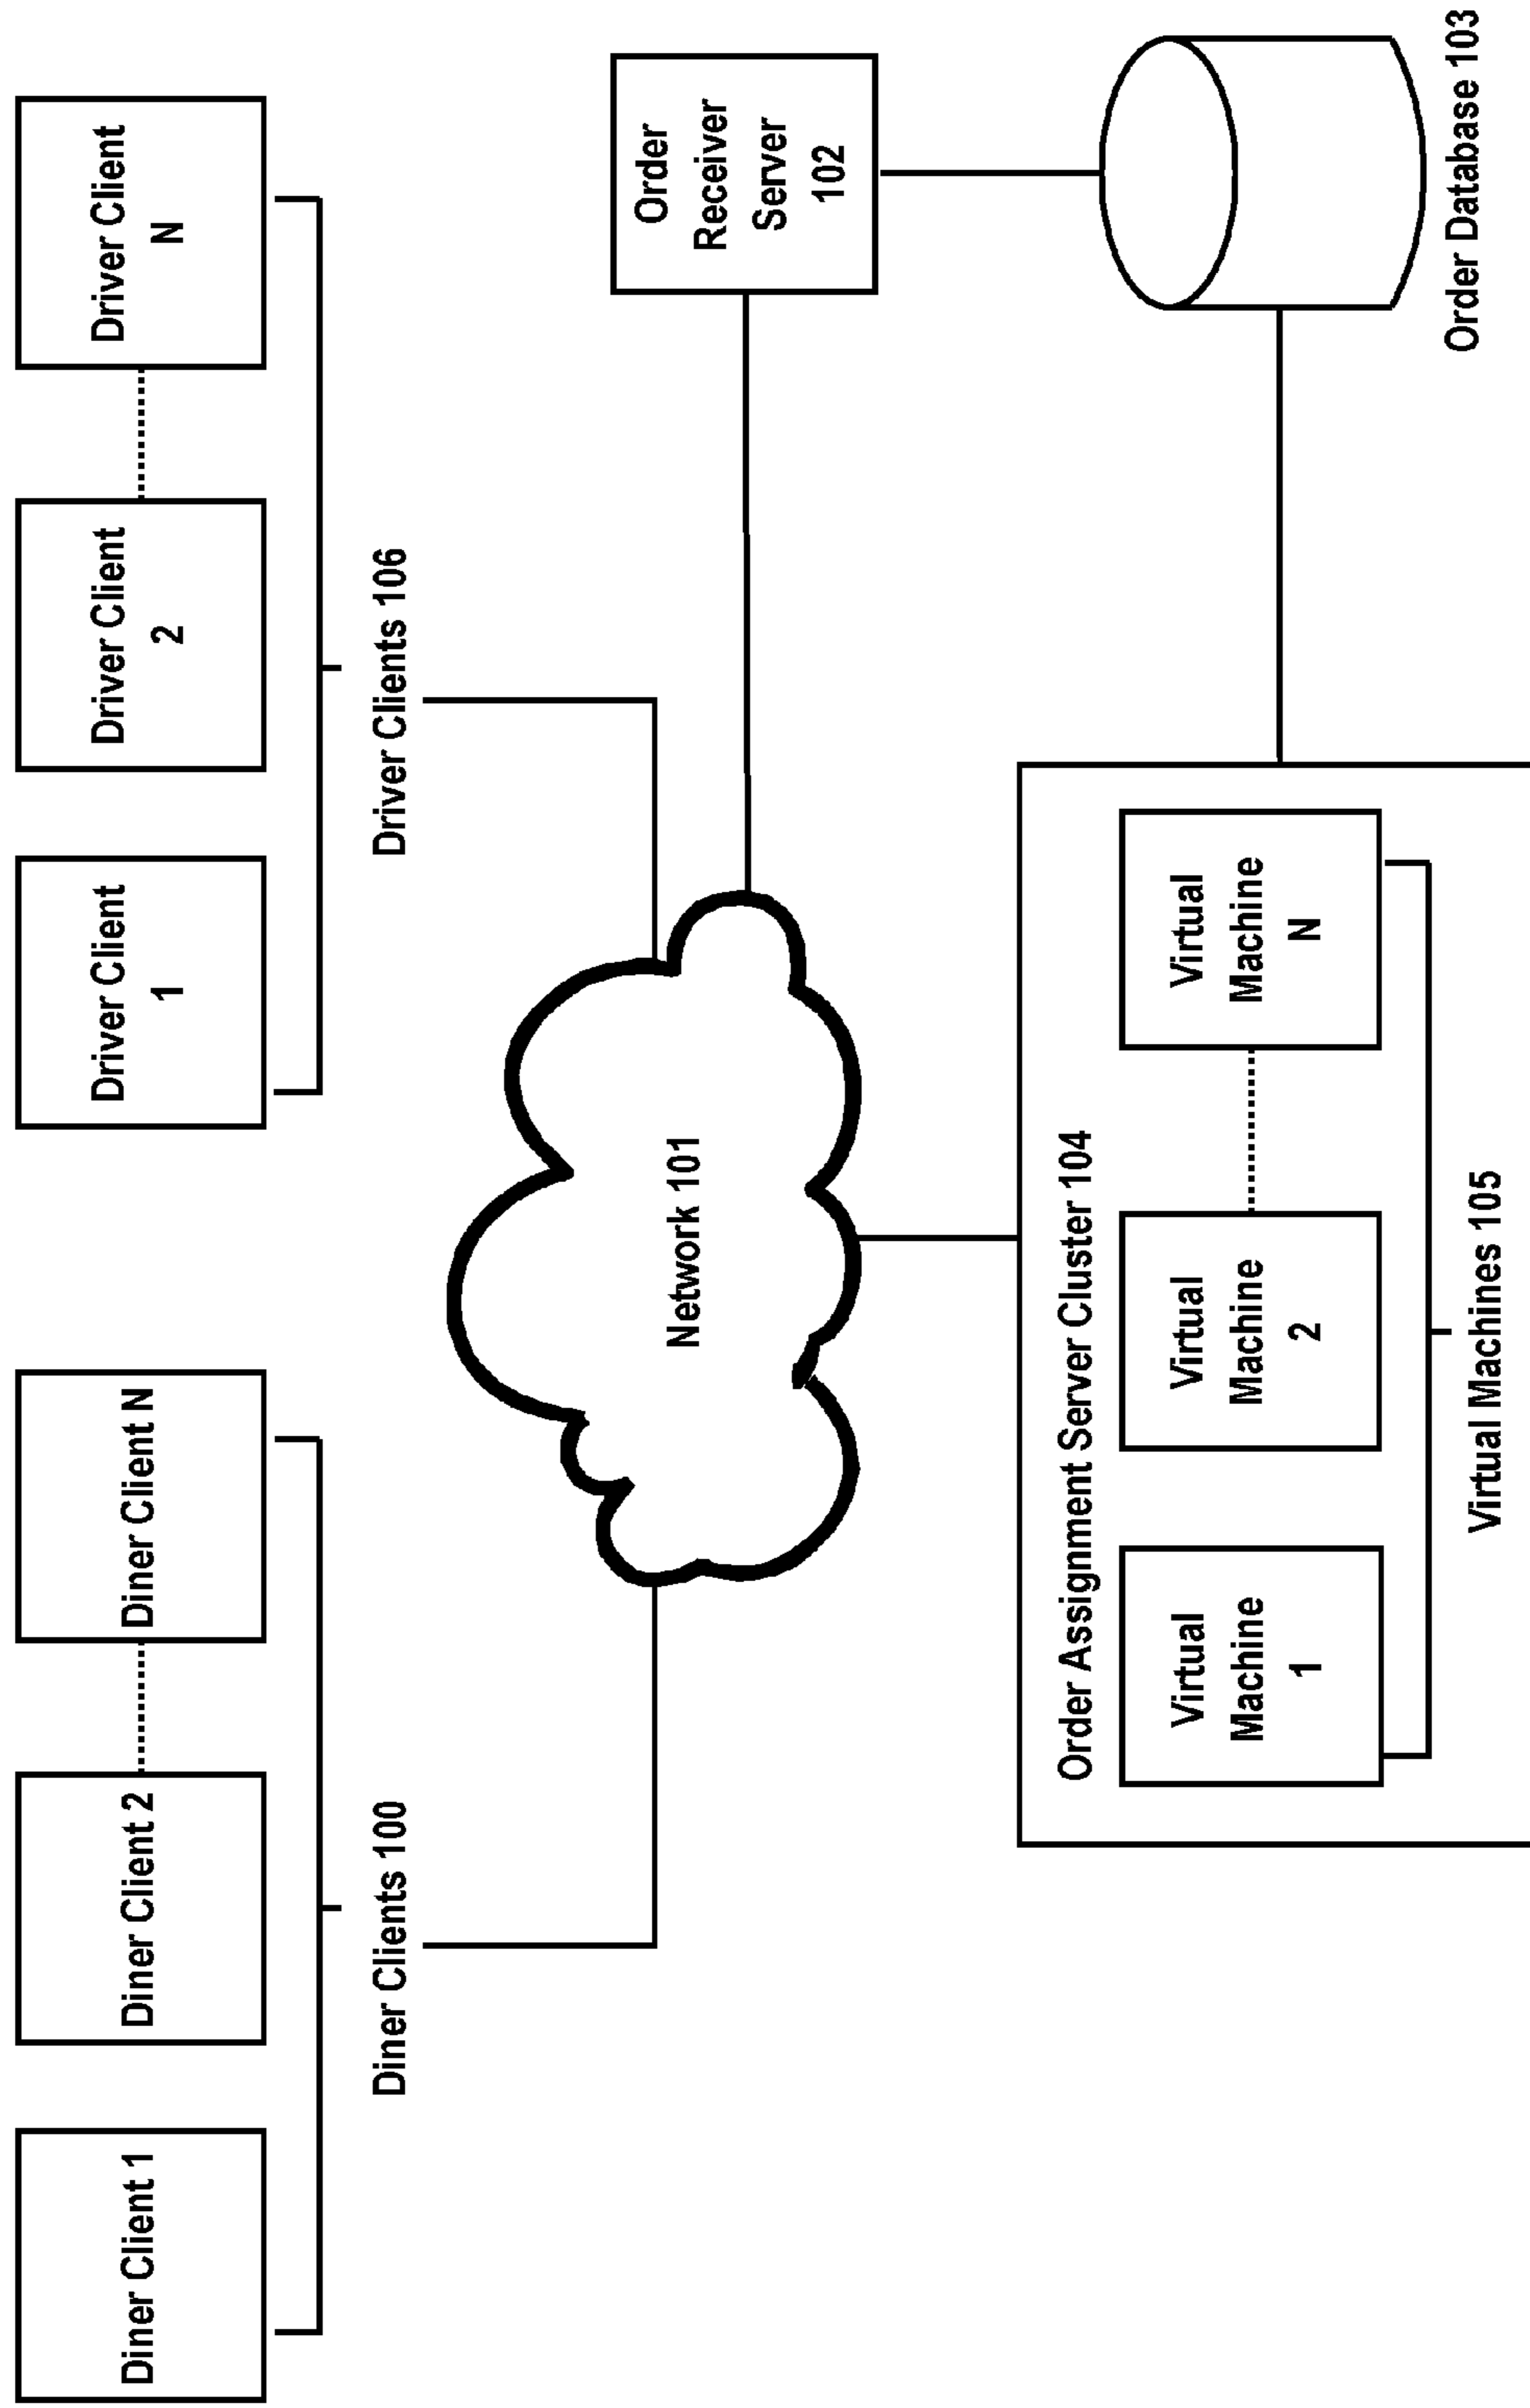 Diner Client 1
Diner Client 2
Diner Client N
Driver Client
1
Driver Client
2
Driver Client
N
Diner Clients 100
Driver Clients 106
Network 101
Order
Receiver
Server
102
Order Assignment Server Cluster 104
Virtual
Machine
1
Virtual
Machine
2
Virtual
Machine
N
Virtual Machines 105
Order Database 103